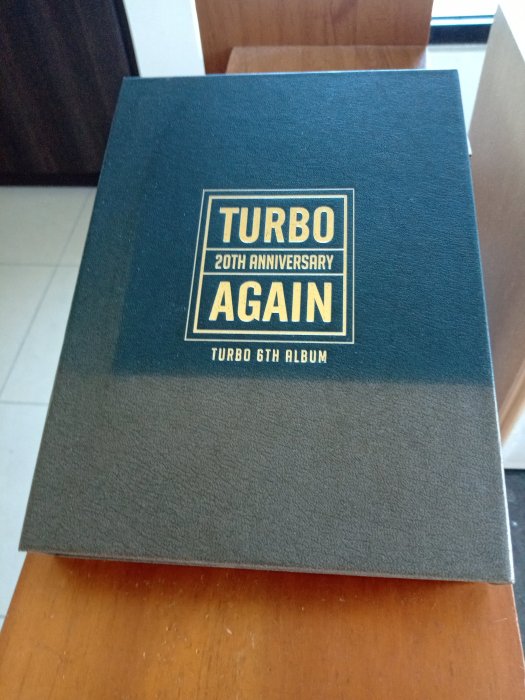 TURBO
20TH ANNIVERSARY
AGAIN
TURBO 6TH ALBUM